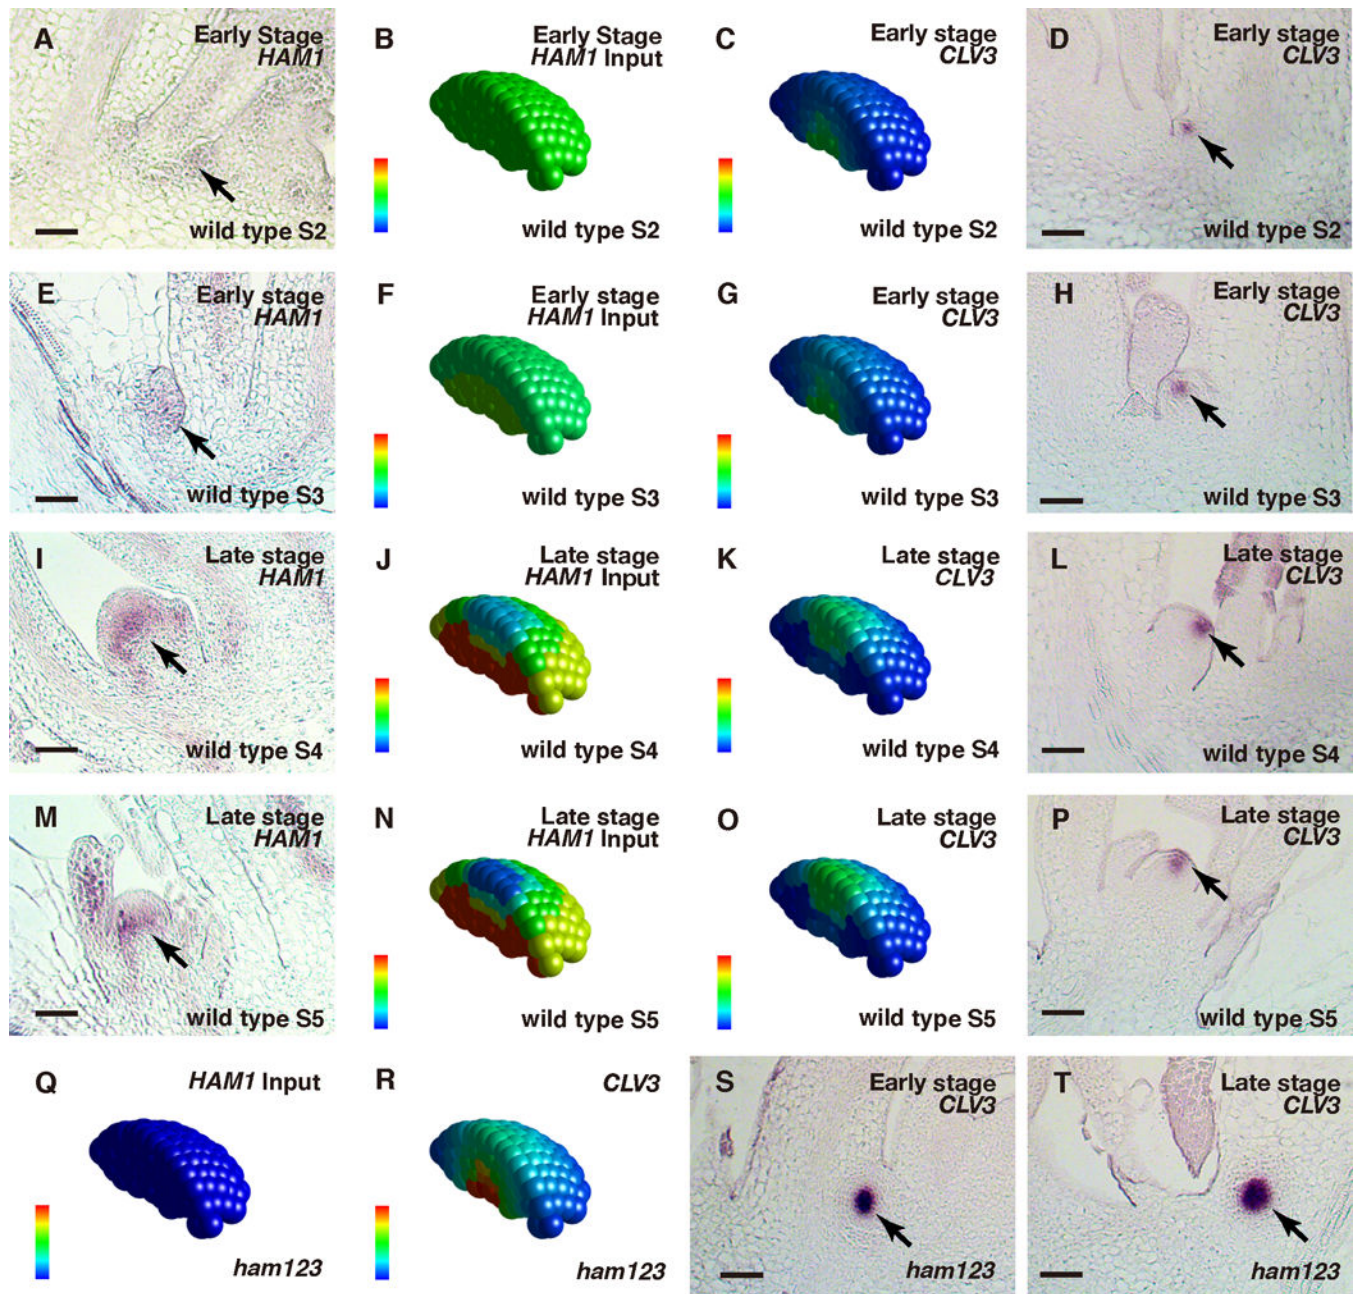 A
Early Stage
HAM1
wild type S2
B
Early Stage
HAM1 Input
wild type S2
C
Early stage
CLV3
wild type S2
D
Early stage
CLV3
wild type S2
E
Early stage
HAM1
wild type S3
F
Early stage
HAM1 Input
wild type S3
G
Early stage
CLV3
wild type S3
H
Early stage
CLV3
wild type S3
I
Late stage
HAM1
wild type S4
J
Late stage
HAM1 Input
wild type S4
K
Late stage
CLV3
wild type S4
L
Late stage
CLV3
wild type S4
M
Late stage
HAM1
wild type S5
N
Late stage
HAM1 Input
wild type S5
O
Late stage
CLV3
wild type S5
P
Late stage
CLV3
wild type S5
Q
HAM1 Input
ham123
R
CLV3
ham123
S
Early stage
CLV3
ham123
T
Late stage
CLV3
ham123